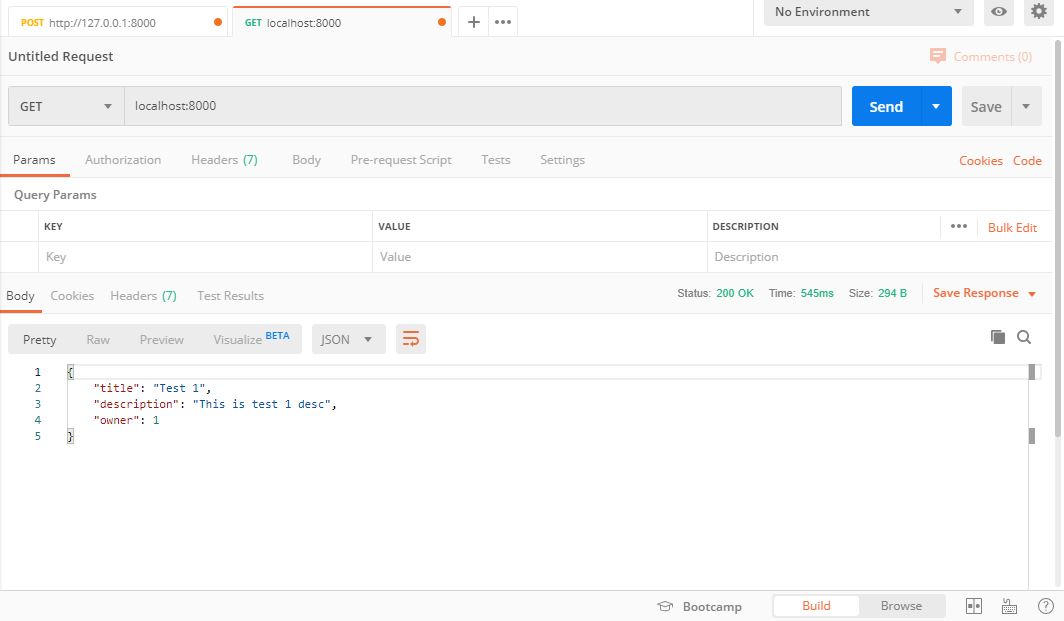 POST http://127.0.0.1:8000 GET localhost:8000 No Environment
Untitled Request Comments (0)
GET localhost:8000 Send Save
Params Authorization Headers (7) Body Pre-request Script Tests Settings Cookies Code
Query Params
KEY VALUE DESCRIPTION Bulk Edit
Key Value Description
Body Cookies Headers (7) Test Results Status: 200 OK Time: 545ms Size: 294 B Save Response
Pretty Raw Preview Visualize BETA JSON
1 {
2 "title": "Test 1",
3 "description": "This is test 1 desc",
4 "owner": 1
5 }
Bootcamp Build Browse